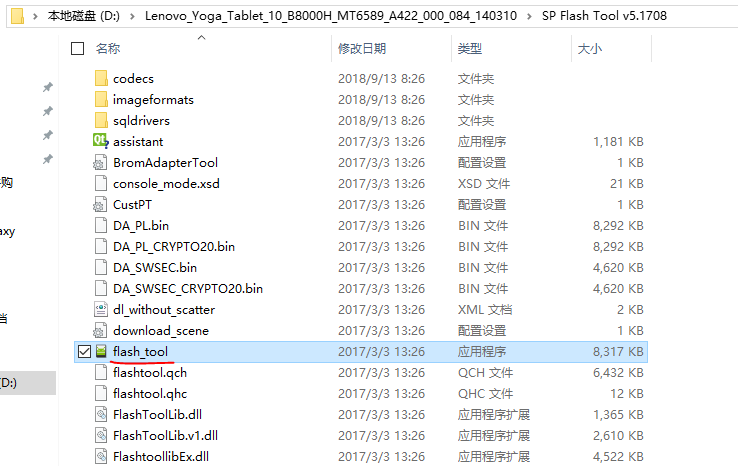 本地磁盘 (D:) › Lenovo_Yoga_Tablet_10_B8000H_MT6589_A422_000_084_140310 › SP Flash Tool v5.1708
名称 修改日期 类型 大小
codecs 2018/9/13 8:26 文件夹
imageformats 2018/9/13 8:26 文件夹
sqldrivers 2018/9/13 8:26 文件夹
assistant 2017/3/3 13:26 应用程序 1,181 KB
BromAdapterTool 2017/3/3 13:26 配置设置 1 KB
购 console_mode.xsd 2017/3/3 13:26 XSD 文件 21 KB
CustPT 2017/3/3 13:26 配置设置 1 KB
axy DA_PL.bin 2017/3/3 13:26 BIN 文件 8,292 KB
DA_PL_CRYPTO20.bin 2017/3/3 13:26 BIN 文件 8,292 KB
DA_SWSEC.bin 2017/3/3 13:26 BIN 文件 4,620 KB
DA_SWSEC_CRYPTO20.bin 2017/3/3 13:26 BIN 文件 4,620 KB
dl_without_scatter 2017/3/3 13:26 XML 文档 2 KB
download_scene 2017/3/3 13:26 配置设置 1 KB
flash_tool 2017/3/3 13:26 应用程序 8,317 KB
flashtool.qch 2017/3/3 13:26 QCH 文件 6,432 KB
(D:) flashtool.qhc 2017/3/3 13:26 QHC 文件 12 KB
FlashToolLib.dll 2017/3/3 13:26 应用程序扩展 1,365 KB
FlashToolLib.v1.dll 2017/3/3 13:26 应用程序扩展 2,610 KB
FlashtoollibEx.dll 2017/3/3 13:26 应用程序扩展 4,522 KB